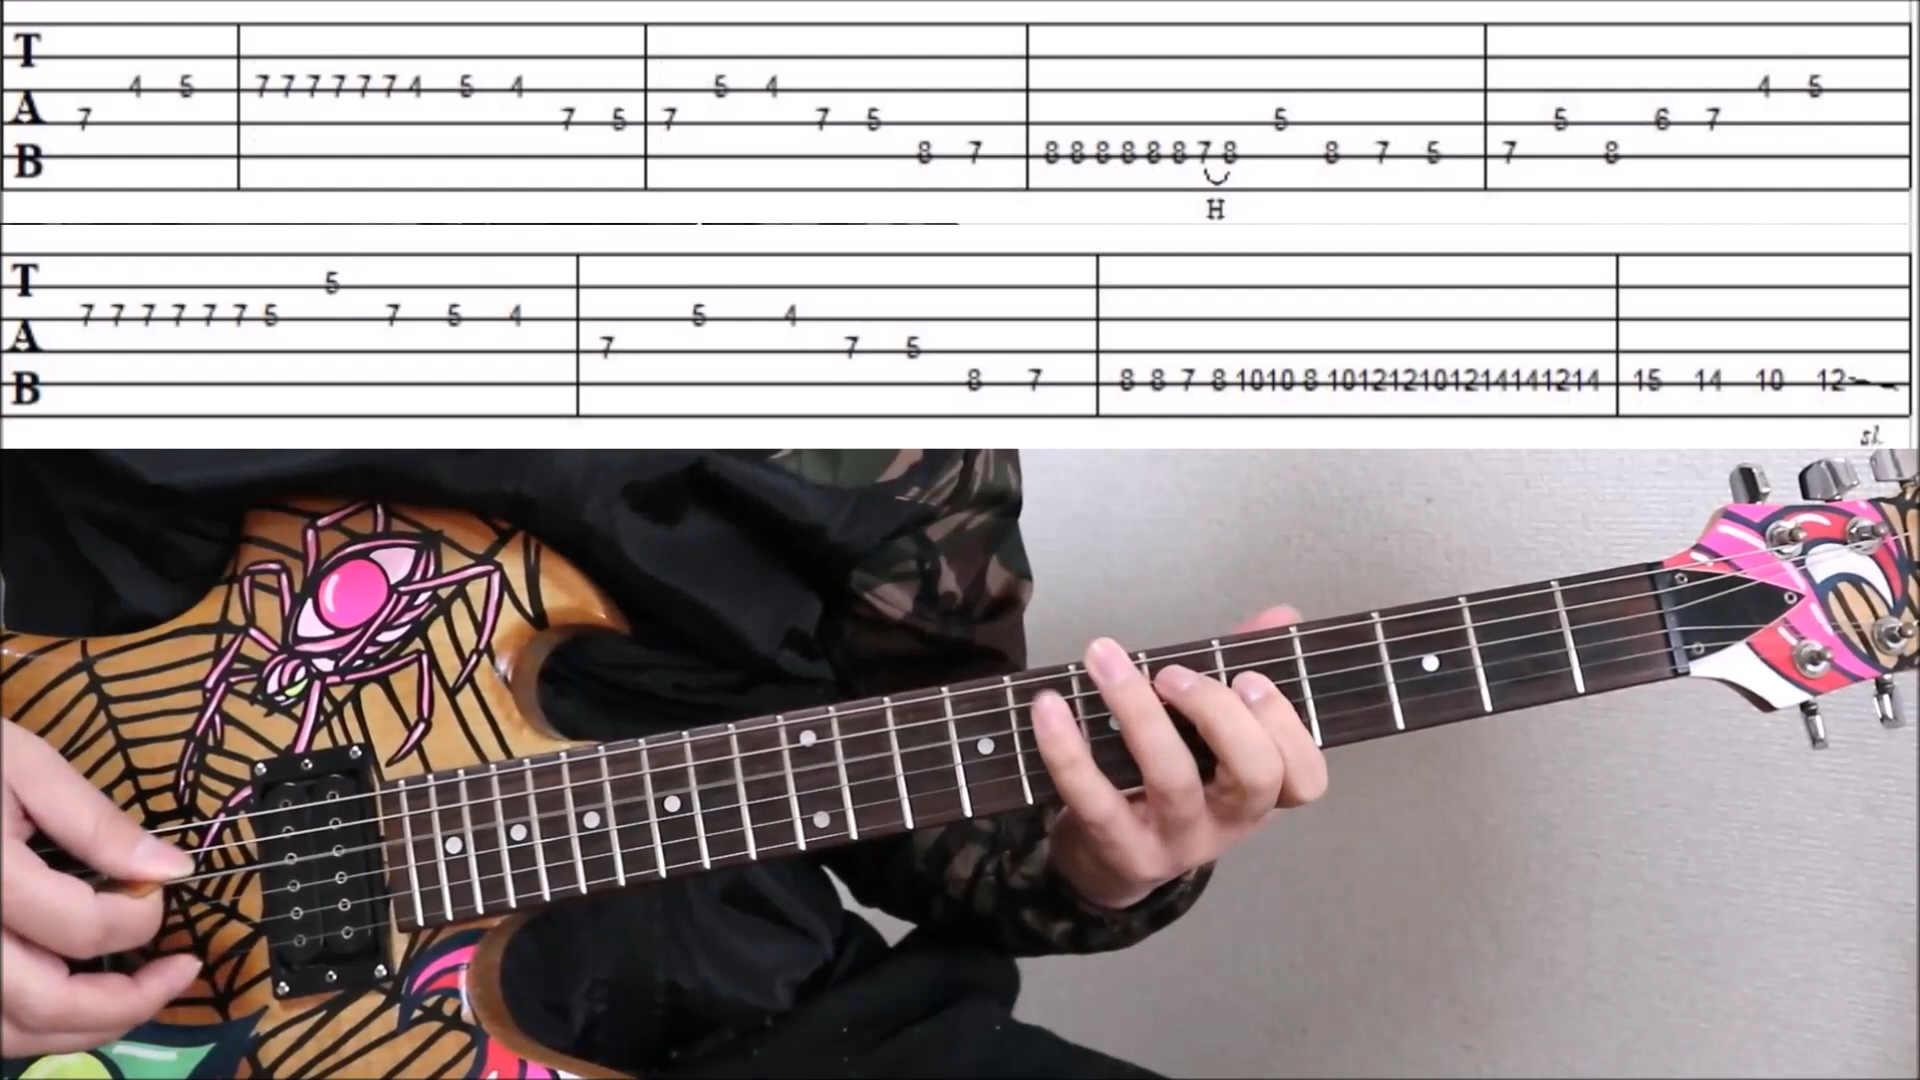 T
4 5 7 7 7 7 7 7 4 5 4 5 4 4 5
A
7 7 5 7 7 5 5 5 6 7
B
8 7 8 8 8 8 8 8 7 8 8 7 5 7 8
H
T
5
7 7 7 7 7 7 5 7 5 4 5 4
A
7 7 5
B
8 7 8 8 7 8 10 10 8 10 12 12 10 12 14 14 12 14 15 14 10 12
sl.